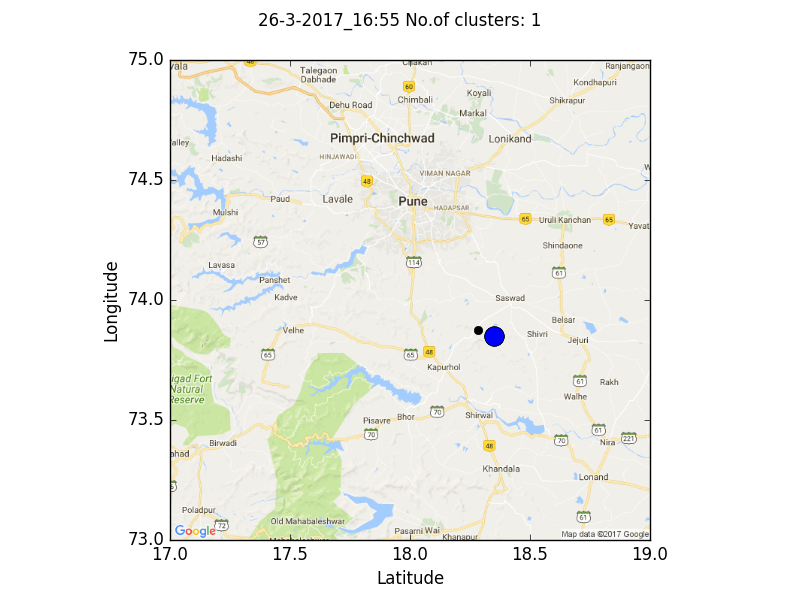 26-3-2017_16:55 No.of clusters: 1
75.0
74.5
74.0
73.5
73.0
Longitude
17.0
17.5
18.0
18.5
19.0
Latitude
48
Chakan
Ranjangaon
Talegaon
Dabhade
60
Koyali
Kondhapuri
Chimbali
Shikrapur
Dehu Road
Markal
Pimpri-Chinchwad
Lonikand
HINJAWADI
Hadashi
VIMAN NAGAR
48
Paud
Lavale
Pune
HADAPSAR
Mulshi
65
Uruli Kanchan
65
Yavat
57
Shindaone
Lavasa
114
61
Panshet
Kadve
Saswad
Belsar
Velhe
Shivri
Jejuri
65
65
48
Kapurhol
ugad Fort
Natural
Reserve
61
Rakh
Walhe
70
Pisavre
Bhor
Shirwal
70
61
Birwadi
70
221
Nira
48
Khandala
Lonand
Poladpur
72
Old Mahabaleshwar
61
Google
Pasarni
Wai
Khanapur
Map data ©2017 Google